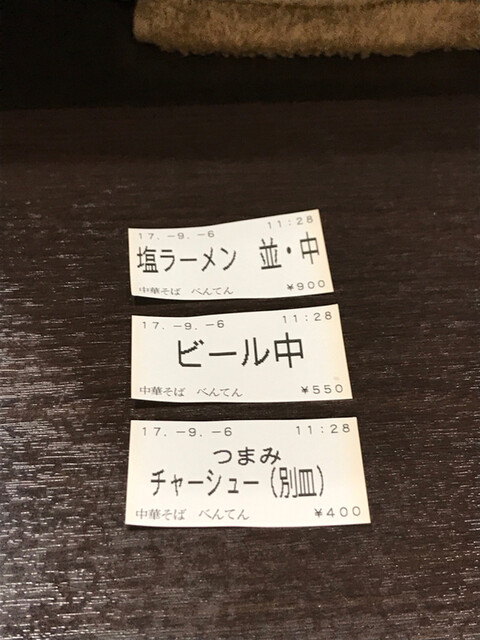 17.-9.-6 11:28
塩ラーメン 並・中
中華そば べんてん ¥900
17.-9.-6 11:28
ビール中
中華そば べんてん ¥550
17.-9.-6 11:28
つまみ
チャーシュー(別皿)
中華そば べんてん ¥400